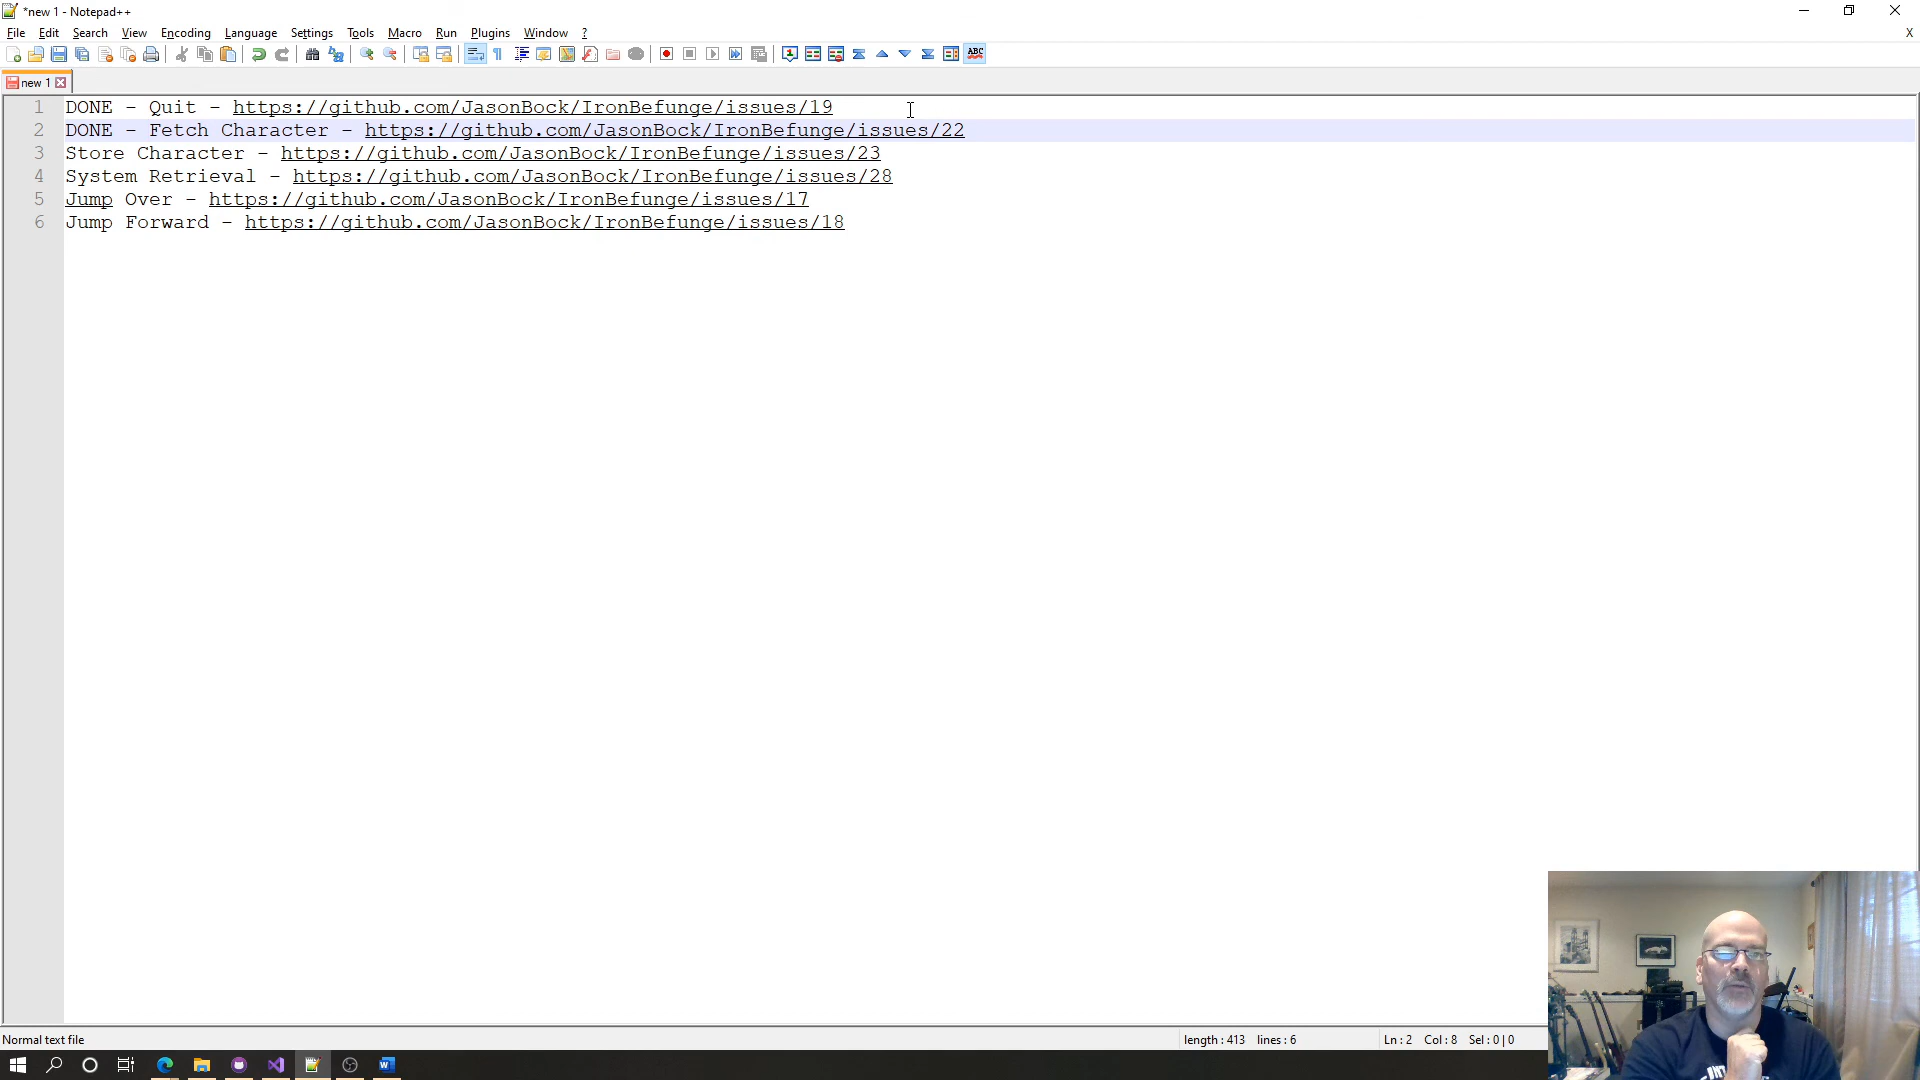 *new 1 - Notepad++
File Edit Search View Encoding Language Settings Tools Macro Run Plugins Window ? X
ABC
new 1
1 DONE - Quit - https://github.com/JasonBock/IronBefunge/issues/19
2 DONE - Fetch Character - https://github.com/JasonBock/IronBefunge/issues/22
3 Store Character - https://github.com/JasonBock/IronBefunge/issues/23
4 System Retrieval - https://github.com/JasonBock/IronBefunge/issues/28
5 Jump Over - https://github.com/JasonBock/IronBefunge/issues/17
6 Jump Forward - https://github.com/JasonBock/IronBefunge/issues/18
Normal text file length : 413 lines : 6 Ln : 2 Col : 8 Sel : 0 | 0